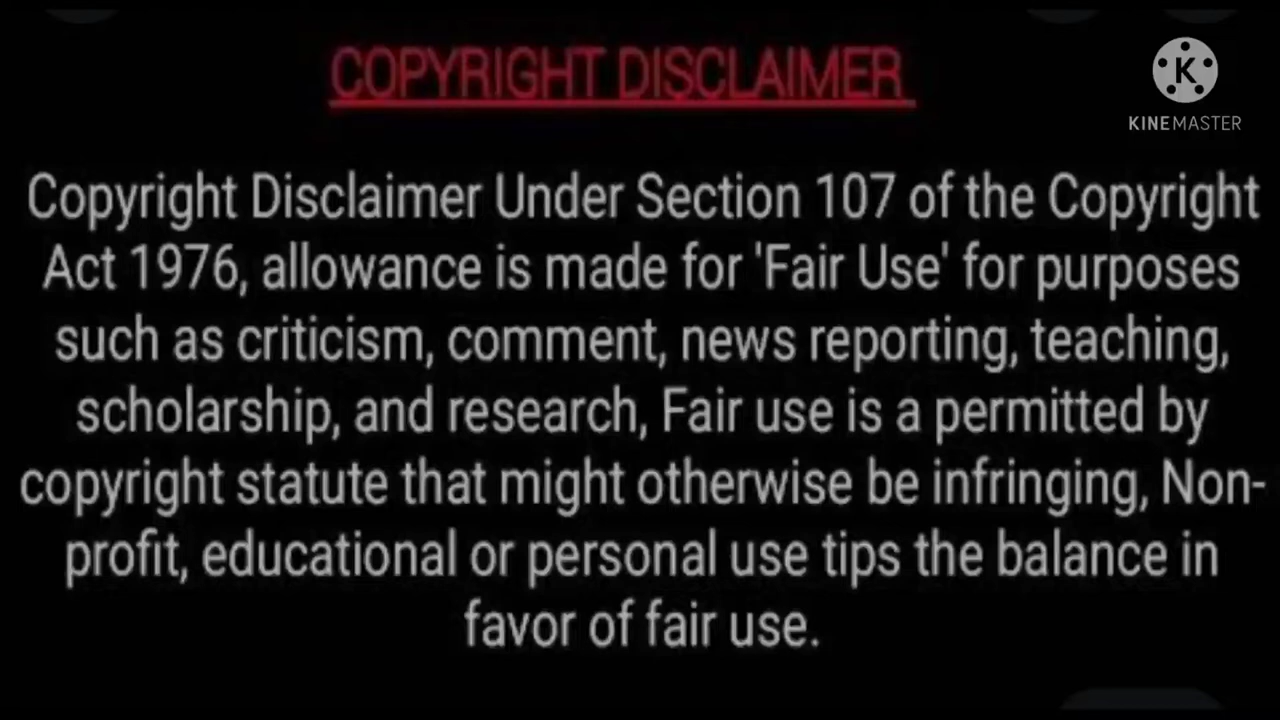 COPYRIGHT DISCLAIMER
KINEMASTER
Copyright Disclaimer Under Section 107 of the Copyright
Act 1976, allowance is made for 'Fair Use' for purposes
such as criticism, comment, news reporting, teaching,
scholarship, and research, Fair use is a permitted by
copyright statute that might otherwise be infringing, Non-
profit, educational or personal use tips the balance in
favor of fair use.